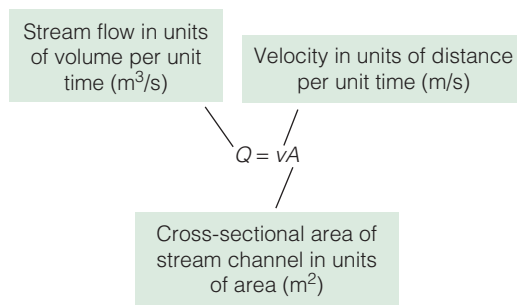 Stream flow in units
of volume per unit
time (m³/s)
Velocity in units of distance
per unit time (m/s)
Q = vA
Cross-sectional area of
stream channel in units
of area (m²)